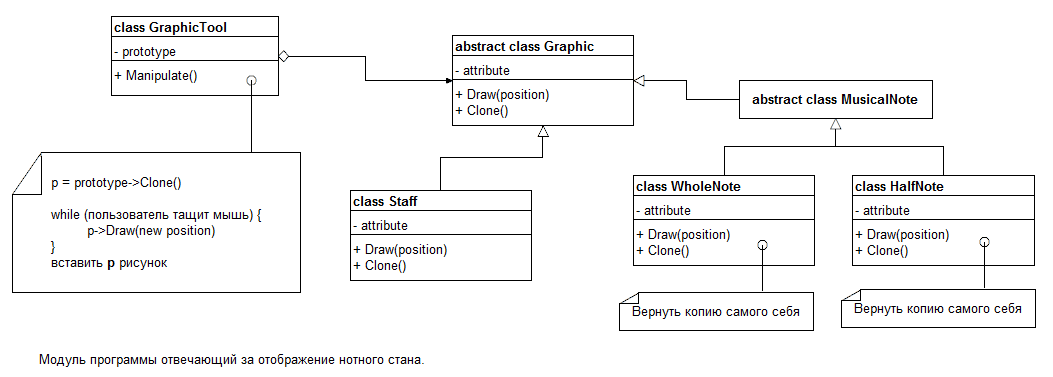 class GraphicTool
- prototype
+ Manipulate()
p = prototype->Clone()
while (пользователь тащит мышь) {
p->Draw(new position)
}
вставить p рисунок
abstract class Graphic
- attribute
+ Draw(position)
+ Clone()
abstract class MusicalNote
class Staff
- attribute
+ Draw(position)
+ Clone()
class WholeNote
- attribute
+ Draw(position)
+ Clone()
Вернуть копию самого себя
class HalfNote
- attribute
+ Draw(position)
+ Clone()
Вернуть копию самого себя
Модуль программы отвечающий за отображение нотного стана.